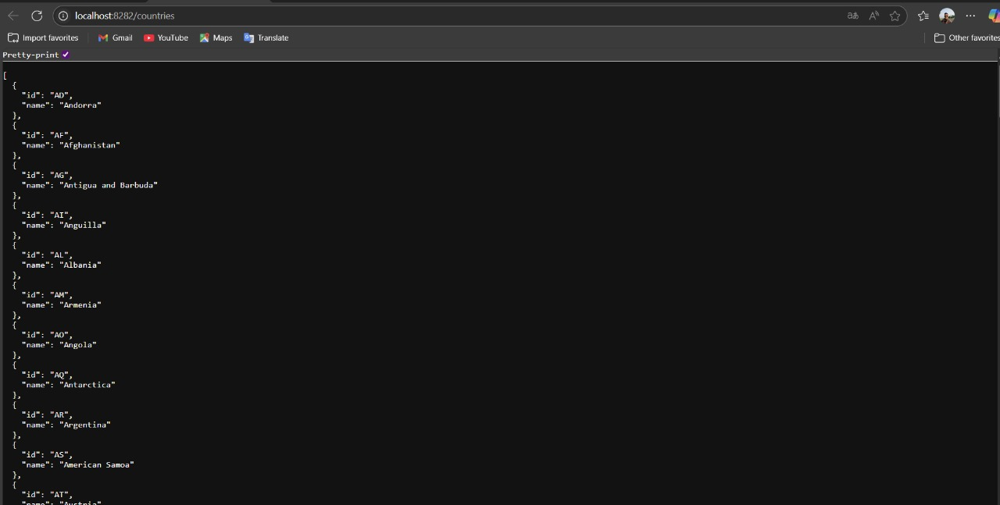 localhost:8282/countries
Import favorites Gmail YouTube Maps Translate Other favorites
Pretty-print
[
  {
    "id": "AD",
    "name": "Andorra"
  },
  {
    "id": "AF",
    "name": "Afghanistan"
  },
  {
    "id": "AG",
    "name": "Antigua and Barbuda"
  },
  {
    "id": "AI",
    "name": "Anguilla"
  },
  {
    "id": "AL",
    "name": "Albania"
  },
  {
    "id": "AM",
    "name": "Armenia"
  },
  {
    "id": "AO",
    "name": "Angola"
  },
  {
    "id": "AQ",
    "name": "Antarctica"
  },
  {
    "id": "AR",
    "name": "Argentina"
  },
  {
    "id": "AS",
    "name": "American Samoa"
  },
  {
    "id": "AT",
    "name": "Austria"